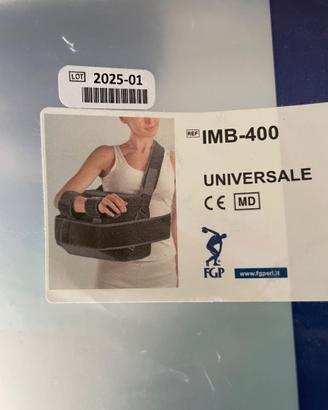 LOT 2025-01
REF IMB-400
UNIVERSALE
CE MD
FGP
www.fgpsrl.it